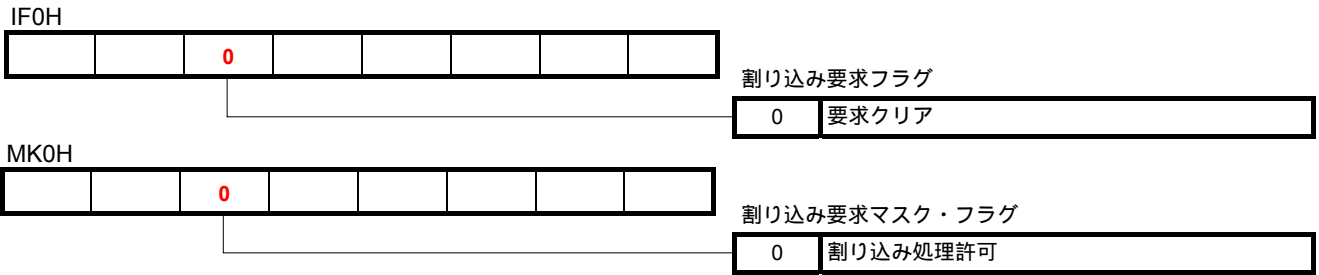 IF0H
0
割り込み要求フラグ
0 要求クリア
MK0H
0
割り込み要求マスク・フラグ
0 割り込み処理許可